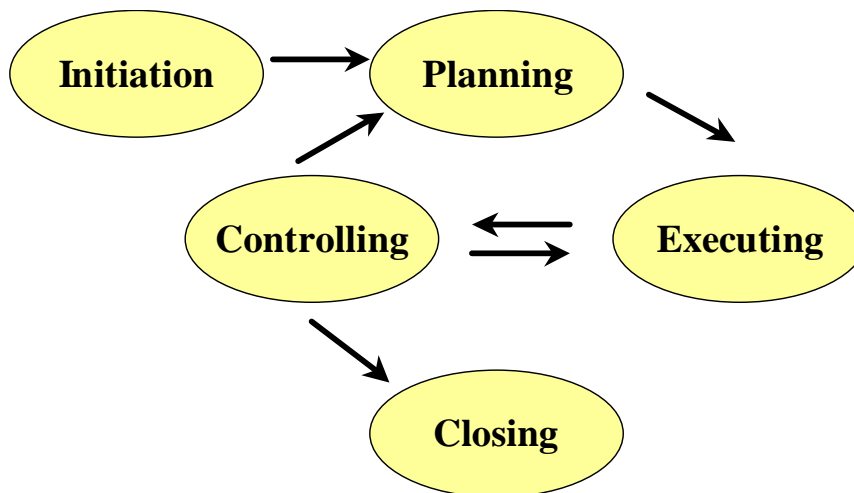 Initiation
Planning
Controlling
Executing
Closing